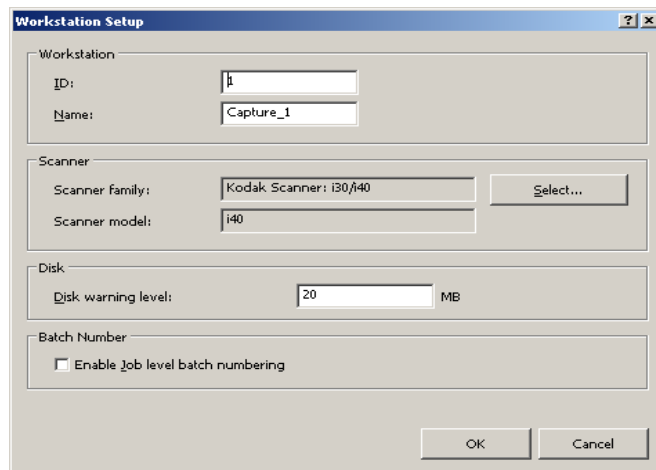 Workstation Setup
Workstation
ID: 1
Name: Capture_1
Scanner
Scanner family: Kodak Scanner: i30/i40 Select...
Scanner model: i40
Disk
Disk warning level: 20 MB
Batch Number
Enable Job level batch numbering
OK Cancel